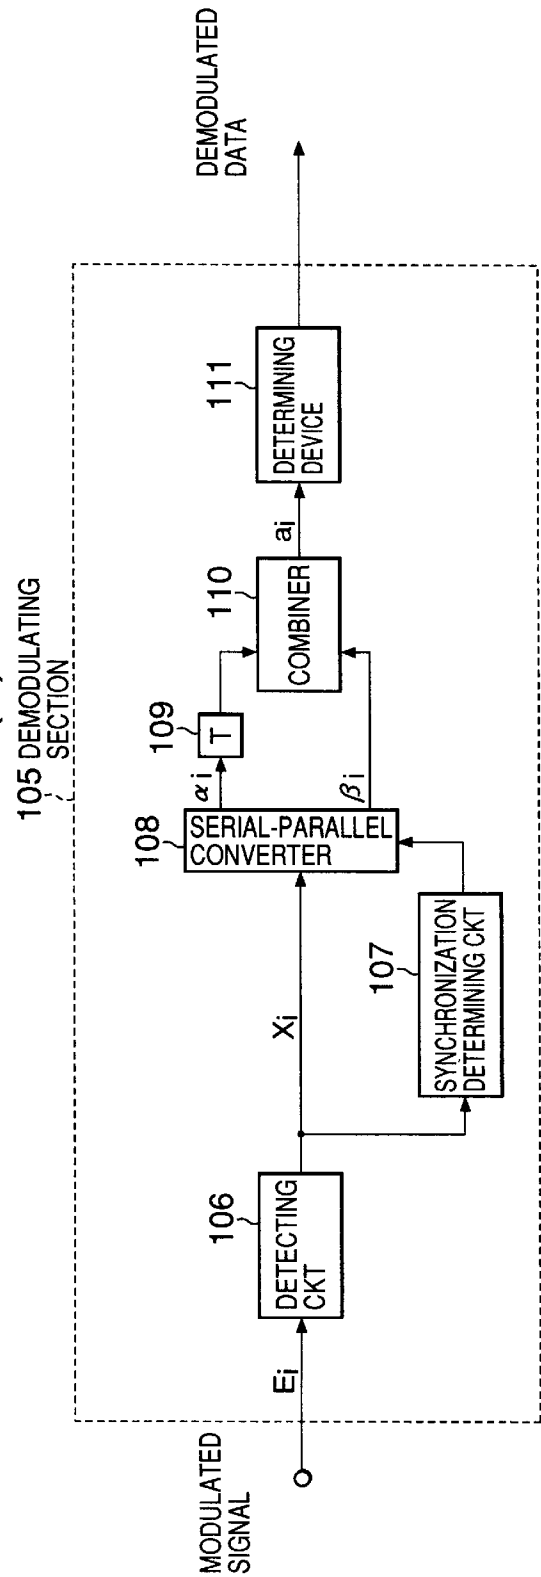 105 DEMODULATING
SECTION
MODULATED
SIGNAL
Ei
106
DETECTING
CKT
Xi
107
SYNCHRONIZATION
DETERMINING CKT
108
SERIAL-PARALLEL
CONVERTER
αi
βi
109
T
110
COMBINER
ai
111
DETERMINING
DEVICE
DEMODULATED
DATA